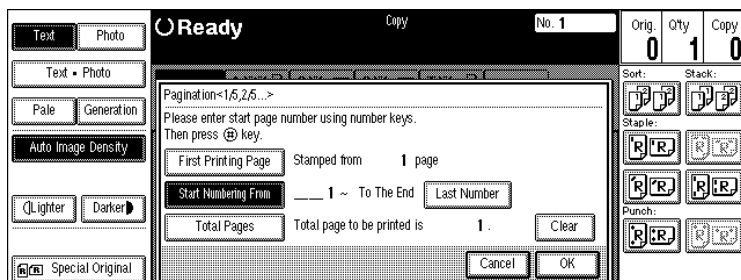 Text
Photo
Text • Photo
Pale
Generation
Auto Image Density
Lighter
Darker
Special Original
Ready
Copy
No. 1
Orig.
Q'ty
Copy
0
1
0
Pagination<1/5,2/5...>
Please enter start page number using number keys.
Then press (#) key.
First Printing Page
Stamped from 1 page
Start Numbering From
___ 1 ~ To The End
Last Number
Total Pages
Total page to be printed is 1 .
Clear
Cancel
OK
Sort:
Stack:
Staple:
Punch: